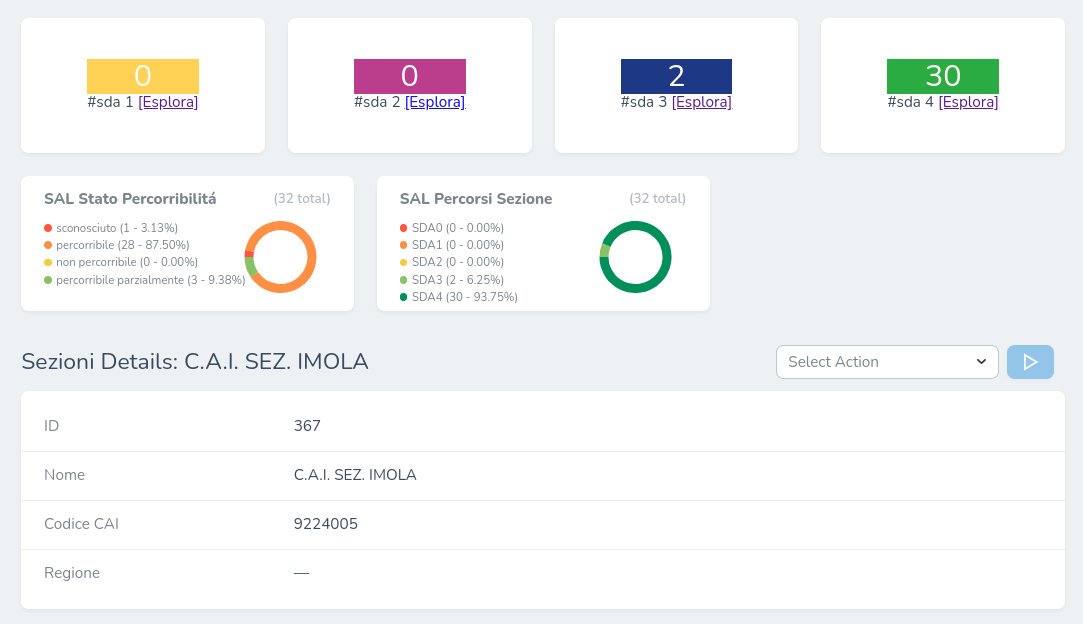 0
#sda 1 [Esplora]
0
#sda 2 [Esplora]
2
#sda 3 [Esplora]
30
#sda 4 [Esplora]
SAL Stato Percorribilitá (32 total)
sconosciuto (1 - 3.13%)
percorribile (28 - 87.50%)
non percorribile (0 - 0.00%)
percorribile parzialmente (3 - 9.38%)
SAL Percorsi Sezione (32 total)
SDA0 (0 - 0.00%)
SDA1 (0 - 0.00%)
SDA2 (0 - 0.00%)
SDA3 (2 - 6.25%)
SDA4 (30 - 93.75%)
Sezioni Details: C.A.I. SEZ. IMOLA
Select Action
ID 367
Nome C.A.I. SEZ. IMOLA
Codice CAI 9224005
Regione —